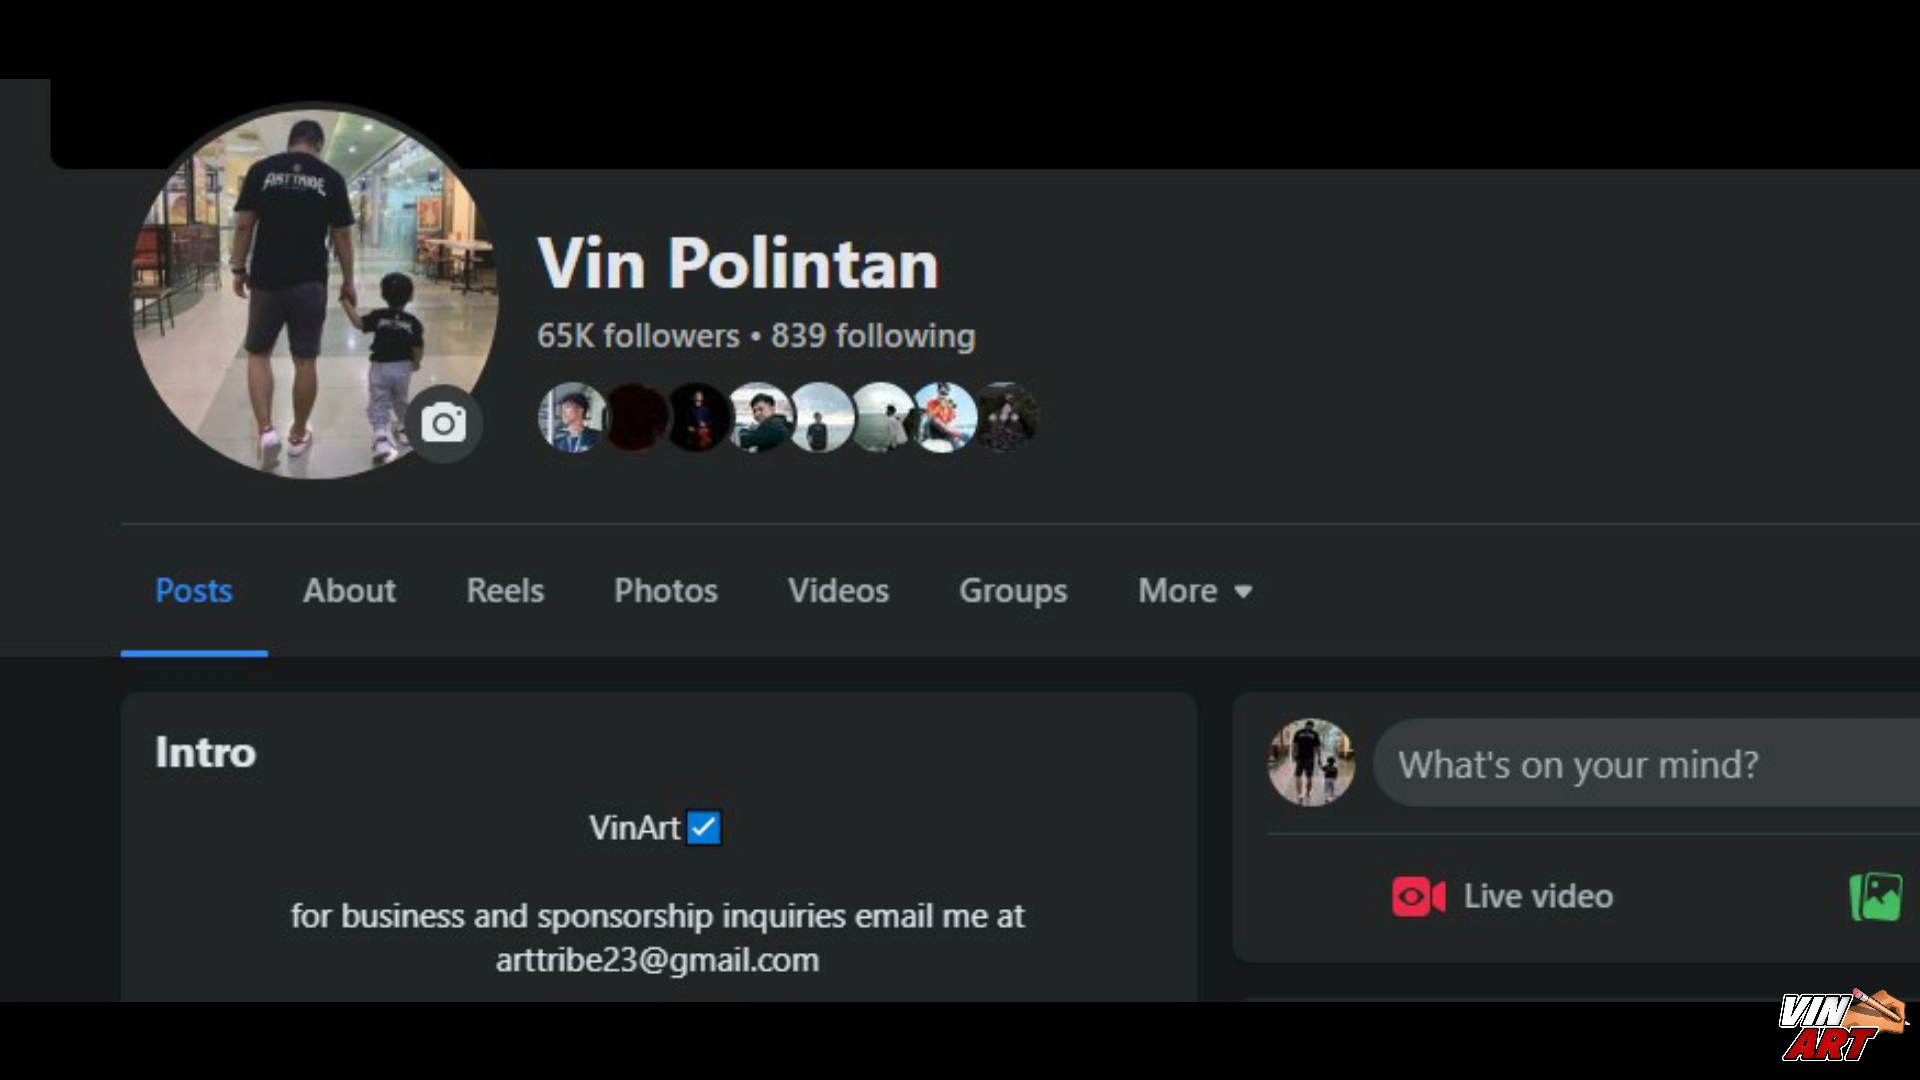 ARTTRIBE
Vin Polintan
65K followers • 839 following
Posts About Reels Photos Videos Groups More
Intro
VinArt
for business and sponsorship inquiries email me at
arttribe23@gmail.com
What's on your mind?
Live video
VIN
ART